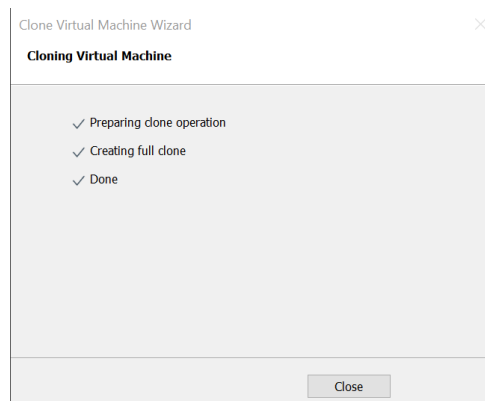 Clone Virtual Machine Wizard
Cloning Virtual Machine
Preparing clone operation
Creating full clone
Done
Close